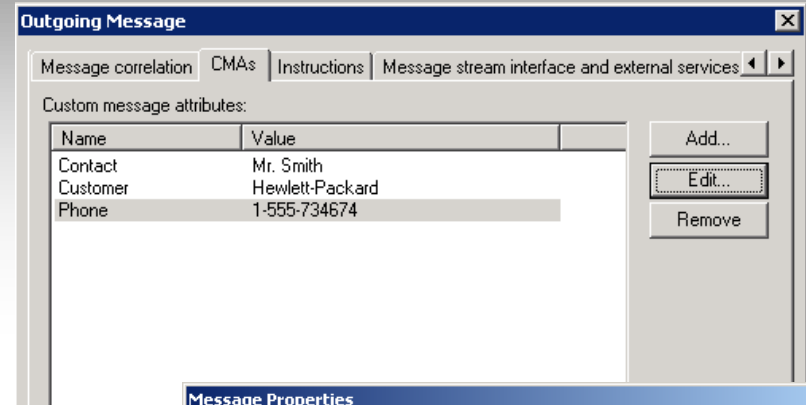 Outgoing Message
Message correlation CMAs Instructions Message stream interface and external services
Custom message attributes:
Name Value
Add...
Contact Mr. Smith
Customer Hewlett-Packard
Edit...
Phone 1-555-734674
Remove
Message Properties